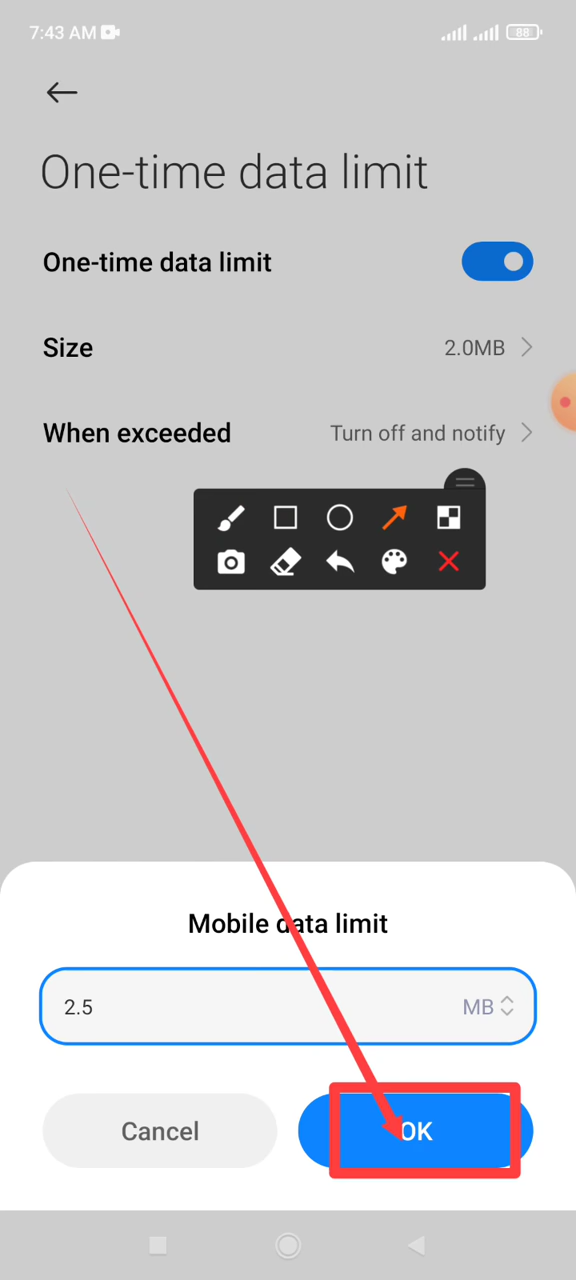 7:43 AM
88
One-time data limit
One-time data limit
Size 2.0MB
When exceeded Turn off and notify
Mobile data limit
2.5 MB
Cancel OK